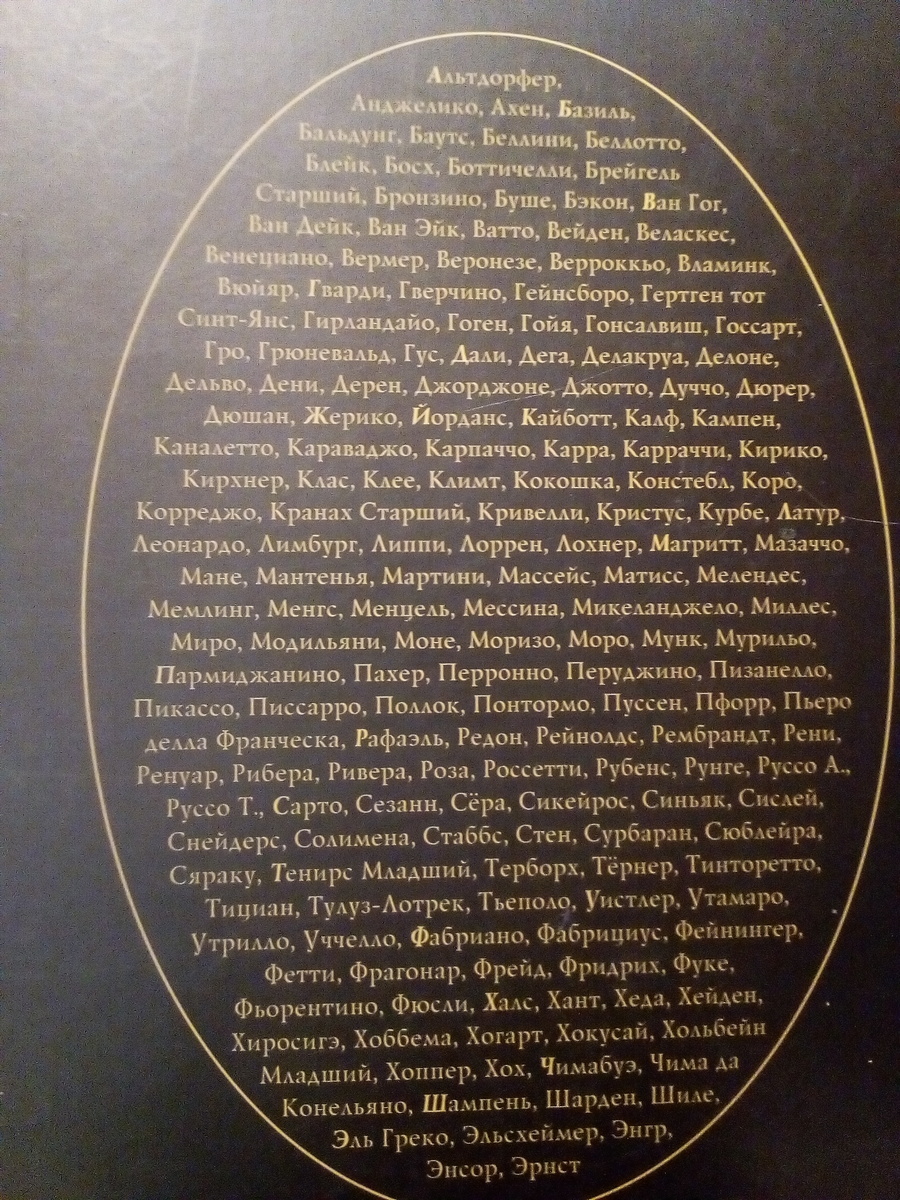 Альтдорфер,
Анджелико, Ахен, Базиль,
Бальдунг, Баутс, Беллини, Беллотто,
Блейк, Босх, Боттичелли, Брейгель
Старший, Бронзино, Буше, Бэкон, Ван Гог,
Ван Дейк, Ван Эйк, Ватто, Вейден, Веласкес,
Венециано, Вермер, Веронезе, Верроккьо, Вламинк,
Вюйяр, Гварди, Гверчино, Гейнсборо, Гертген тот
Синт-Янс, Гирландайо, Гоген, Гойя, Гонсалвиш, Госсарт,
Гро, Грюневальд, Гус, Дали, Дега, Делакруа, Делоне,
Дельво, Дени, Дерен, Джорджоне, Джотто, Дуччо, Дюрер,
Дюшан, Жерико, Йорданс, Кайботт, Калф, Кампен,
Каналетто, Караваджо, Карпаччо, Карра, Карраччи, Кирико,
Кирхнер, Клас, Клее, Климт, Кокошка, Констебл, Коро,
Корреджо, Кранах Старший, Кривелли, Кристус, Курбе, Латур,
Леонардо, Лимбург, Липпи, Лоррен, Лохнер, Магритт, Мазаччо,
Мане, Мантенья, Мартини, Массейс, Матисс, Мелендес,
Мемлинг, Менгс, Менцель, Мессина, Микеланджело, Миллес,
Миро, Модильяни, Моне, Моризо, Моро, Мунк, Мурильо,
Пармиджанино, Пахер, Перронно, Перуджино, Пизанелло,
Пикассо, Писсарро, Поллок, Понтормо, Пуссен, Пфорр, Пьеро
делла Франческа, Рафаэль, Редон, Рейнолдс, Рембрандт, Рени,
Ренуар, Рибера, Ривера, Роза, Россетти, Рубенс, Рунге, Руссо А.,
Руссо Т., Сарто, Сезанн, Сёра, Сикейрос, Синьяк, Сислей,
Снейдерс, Солимена, Стаббс, Стен, Сурбаран, Сюблейра,
Сяраку, Тенирс Младший, Терборх, Тёрнер, Тинторетто,
Тициан, Тулуз-Лотрек, Тьеполо, Уистлер, Утамаро,
Утрилло, Уччелло, Фабриано, Фабрициус, Фейнингер,
Фетти, Фрагонар, Фрейд, Фридрих, Фуке,
Фьорентино, Фюсли, Халс, Хант, Хеда, Хейден,
Хиросигэ, Хоббема, Хогарт, Хокусай, Хольбейн
Младший, Хоппер, Хох, Чимабуэ, Чима да
Конельяно, Шампень, Шарден, Шиле,
Эль Греко, Эльсхеймер, Энгр,
Энсор, Эрнст